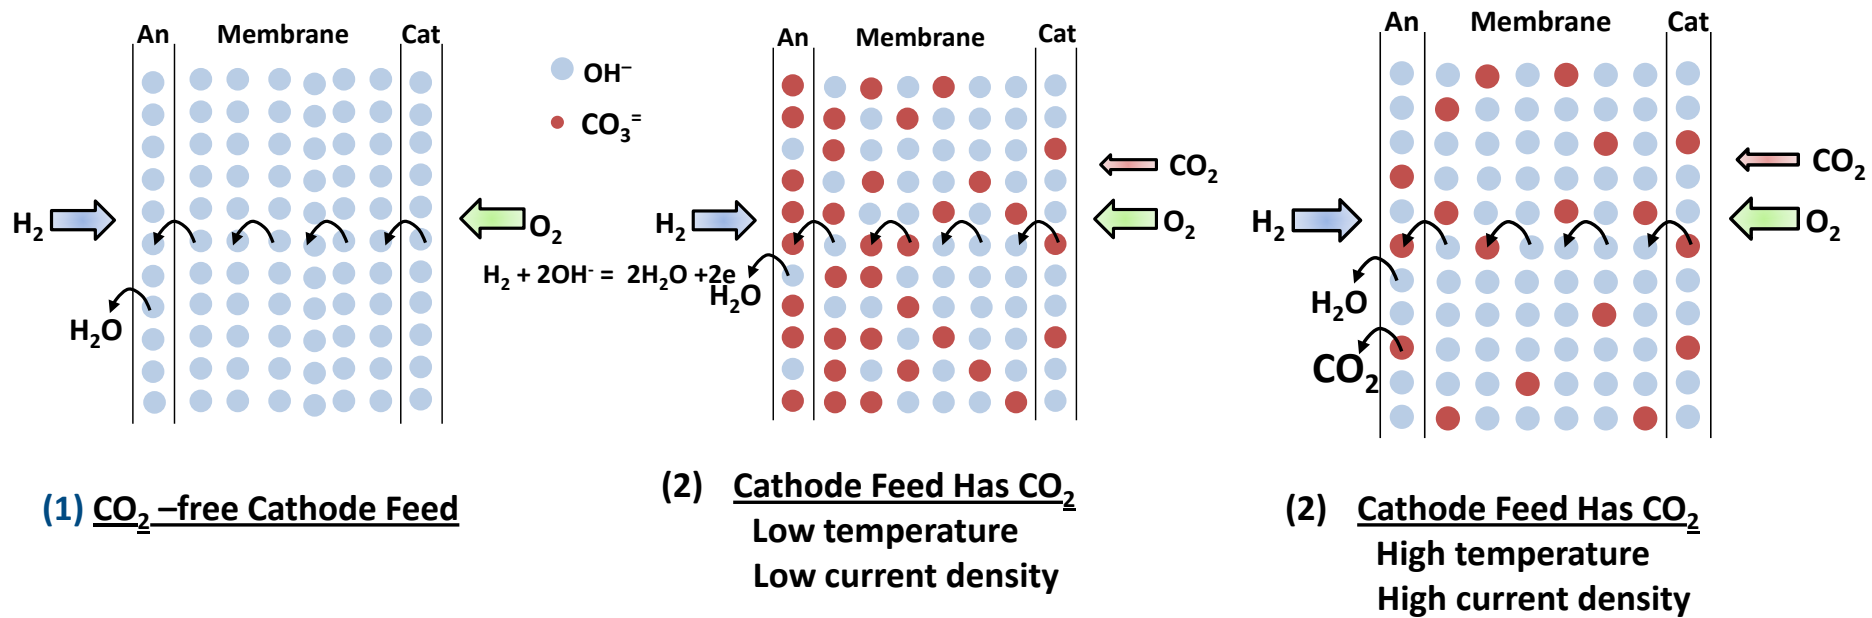 An Membrane Cat
OH⁻
CO₃⁼
H₂
O₂
H₂ + 2OH⁻ = 2H₂O +2e
H₂O
(1) CO₂ –free Cathode Feed
An Membrane Cat
CO₂
H₂
O₂
H₂O
(2) Cathode Feed Has CO₂
Low temperature
Low current density
An Membrane Cat
CO₂
H₂
O₂
H₂O
CO₂
(2) Cathode Feed Has CO₂
High temperature
High current density